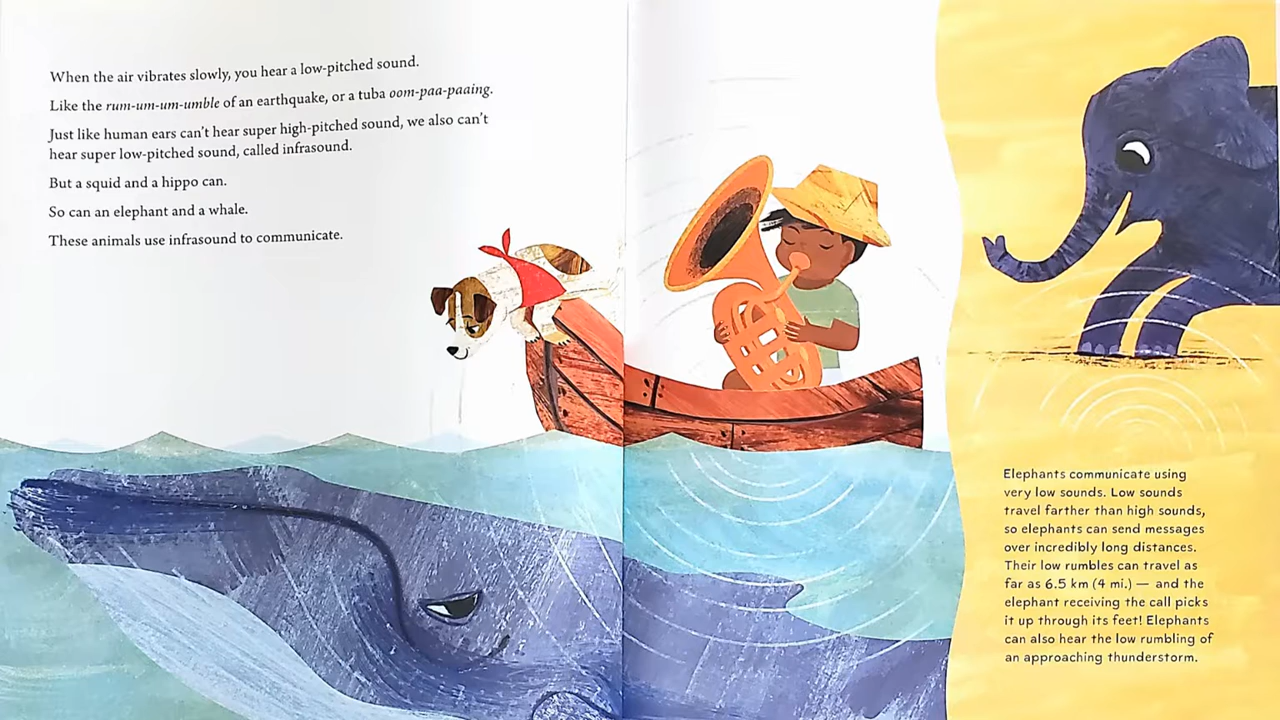 When the air vibrates slowly, you hear a low-pitched sound.
Like the rum-um-um-umble of an earthquake, or a tuba oom-paa-paaing.
Just like human ears can't hear super high-pitched sound, we also can't
hear super low-pitched sound, called infrasound.
But a squid and a hippo can.
So can an elephant and a whale.
These animals use infrasound to communicate.
Elephants communicate using
very low sounds. Low sounds
travel farther than high sounds,
so elephants can send messages
over incredibly long distances.
Their low rumbles can travel as
far as 6.5 km (4 mi.) — and the
elephant receiving the call picks
it up through its feet! Elephants
can also hear the low rumbling of
an approaching thunderstorm.